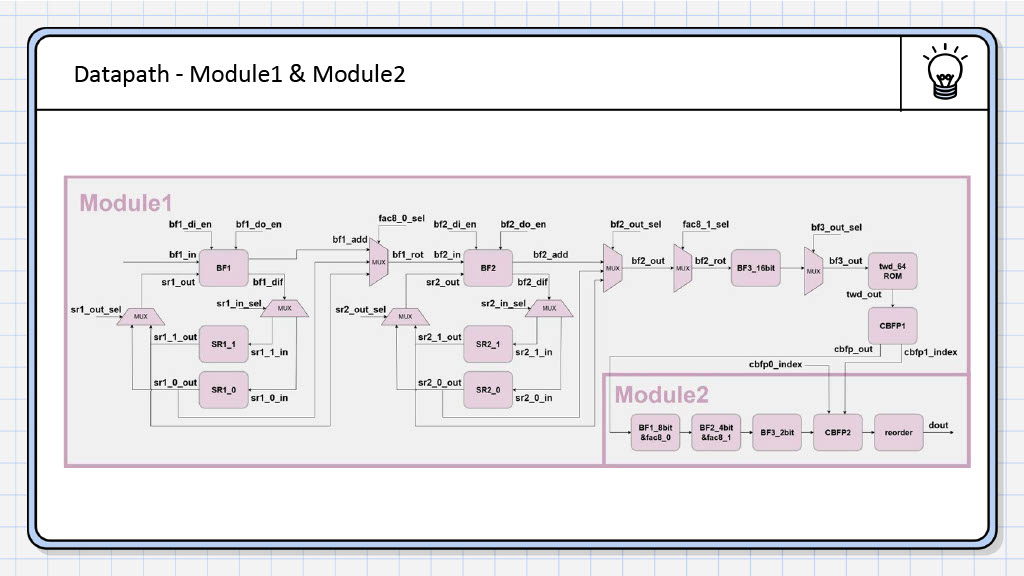 Datapath - Module1 & Module2
Module1
bf1_di_en
bf1_do_en
bf1_in
BF1
sr1_out
bf1_dif
bf1_add
fac8_0_sel
MUX
bf1_rot
sr1_out_sel
MUX
sr1_in_sel
MUX
sr1_1_out
SR1_1
sr1_1_in
sr1_0_out
SR1_0
sr1_0_in
bf2_di_en
bf2_do_en
bf2_in
BF2
sr2_out
bf2_dif
bf2_add
sr2_out_sel
MUX
sr2_in_sel
MUX
sr2_1_out
SR2_1
sr2_1_in
sr2_0_out
SR2_0
sr2_0_in
bf2_out_sel
MUX
bf2_out
fac8_1_sel
MUX
bf2_rot
BF3_16bit
bf3_out_sel
MUX
bf3_out
twd_64
ROM
twd_out
CBFP1
cbfp_out
cbfp1_index
cbfp0_index
Module2
BF1_8bit
&fac8_0
BF2_4bit
&fac8_1
BF3_2bit
CBFP2
reorder
dout